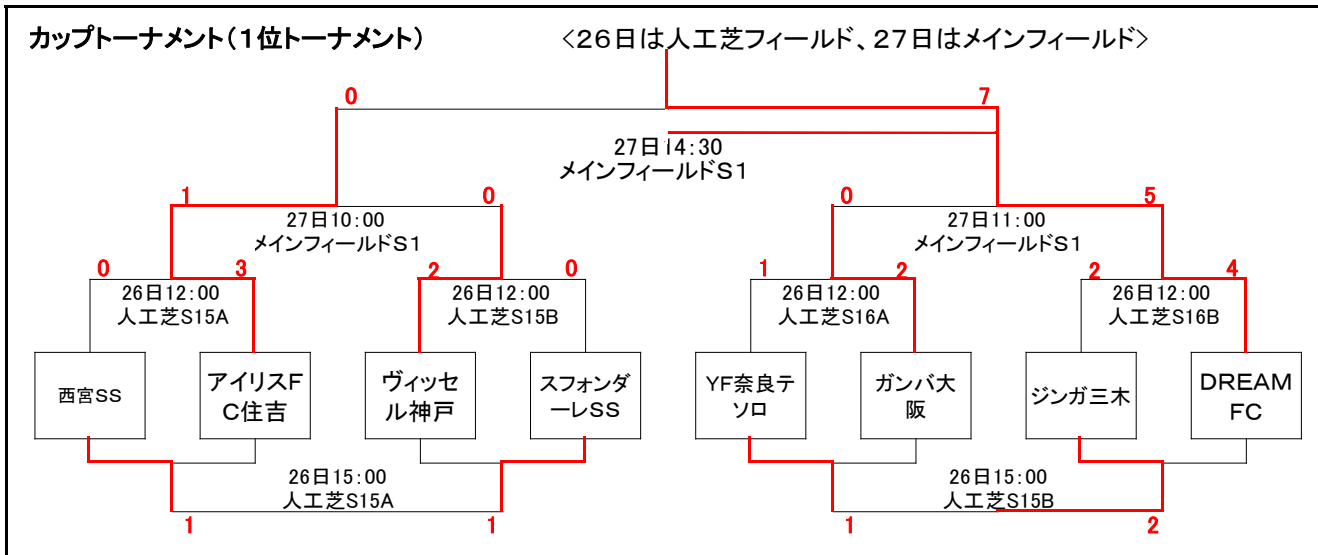 カップトーナメント(1位トーナメント)
<26日は人工芝フィールド、27日はメインフィールド>
0
7
27日14:30
メインフィールドS1
1
0
0
5
27日10:00
メインフィールドS1
27日11:00
メインフィールドS1
0
3
2
0
1
2
2
4
26日12:00
人工芝S15A
26日12:00
人工芝S15B
26日12:00
人工芝S16A
26日12:00
人工芝S16B
西宮SS
アイリスF
C住吉
ヴィッセ
ル神戸
スフォンダ
ーレSS
YF奈良テ
ソロ
ガンバ大
阪
ジンガ三木
DREAM
FC
26日15:00
人工芝S15A
26日15:00
人工芝S15B
1
1
1
2